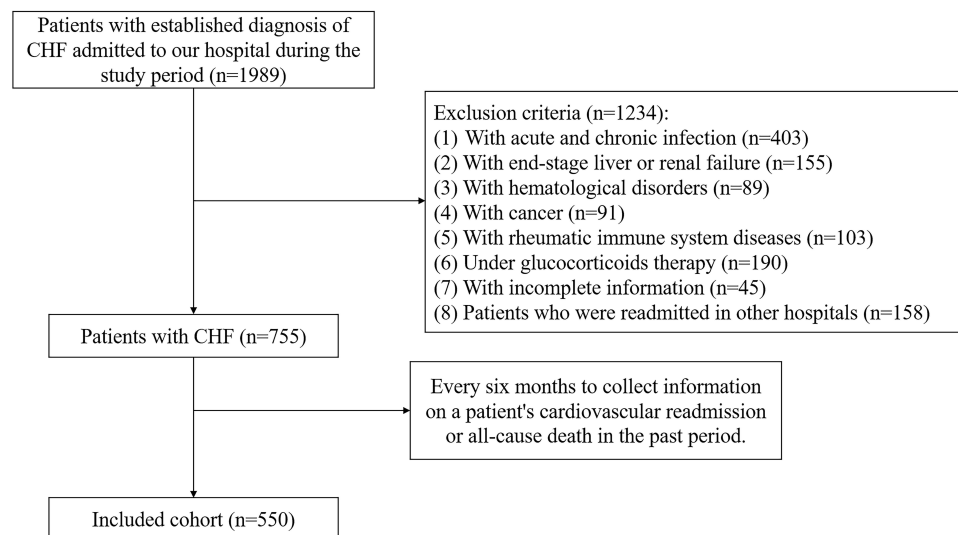 Patients with established diagnosis of
CHF admitted to our hospital during the
study period (n=1989)
Exclusion criteria (n=1234):
(1) With acute and chronic infection (n=403)
(2) With end-stage liver or renal failure (n=155)
(3) With hematological disorders (n=89)
(4) With cancer (n=91)
(5) With rheumatic immune system diseases (n=103)
(6) Under glucocorticoids therapy (n=190)
(7) With incomplete information (n=45)
(8) Patients who were readmitted in other hospitals (n=158)
Patients with CHF (n=755)
Every six months to collect information
on a patient's cardiovascular readmission
or all-cause death in the past period.
Included cohort (n=550)